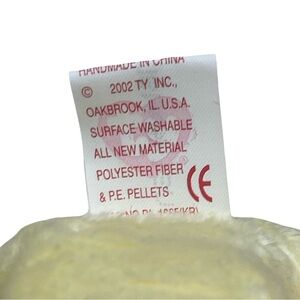 HANDMADE IN CHINA
© 2002 TY INC.,
OAKBROOK, IL. U.S.A.
SURFACE WASHABLE
ALL NEW MATERIAL
POLYESTER FIBER
& P.E. PELLETS CE